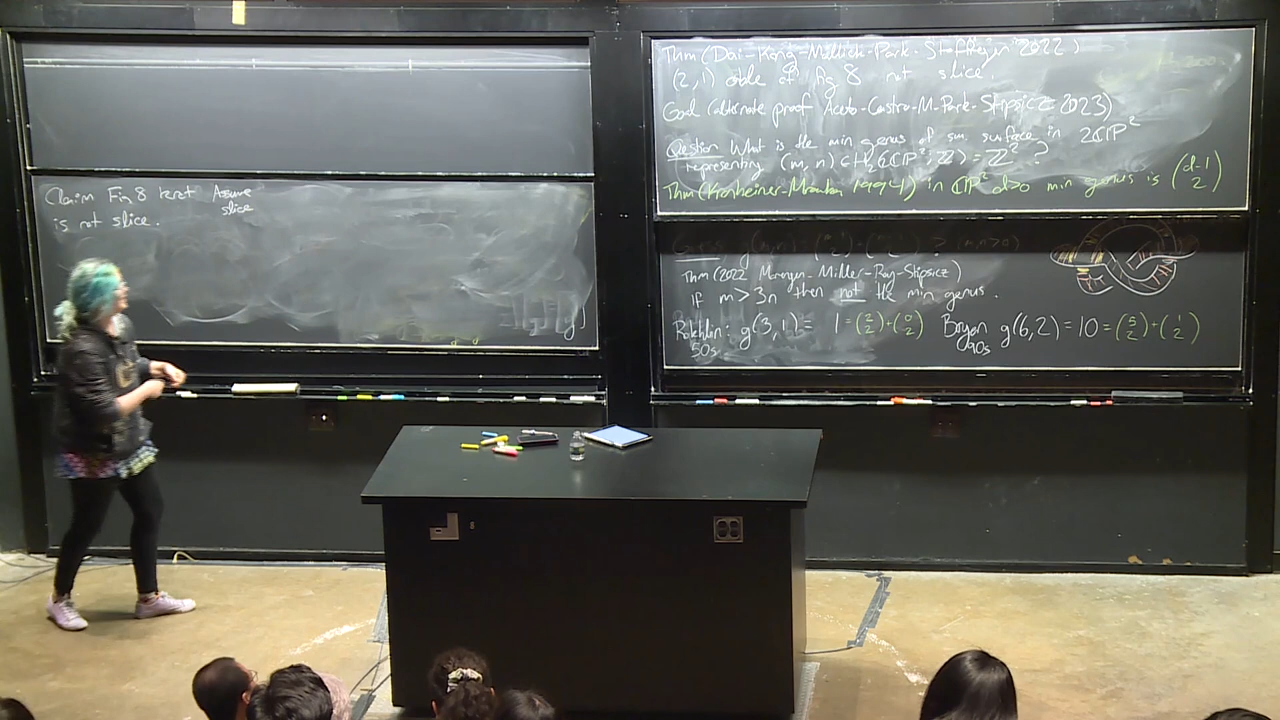 Claim Fig 8 knot Assume
slice
is not slice.
Thm (Dai-Kang-Mallick-Park-Stoffregen 2022)
(2,1) cable of Fig 8 not slice.
Goal (alternate proof Aceto-Castro-M-Park-Stipsicz 2023)
Question What is the min genus of sm. surface in 2ℂP²
representing (m, n) ∈ H₂(2ℂP²; ℤ) = ℤ² ?
Thm (Kronheimer-Mrowka 1994) in ℂP² d>0 min genus is (d-1 2)
Guess g(m,n) = ? (m,n>0)
Thm (2022 Marengon-Miller-Ray-Stipsicz)
If m > 3n then not the min genus.
Rokhlin: g(3,1) = 1 = (2 2) + (0 2) Bryan g(6,2) = 10 = (5 2) + (1 2)
50s 90s